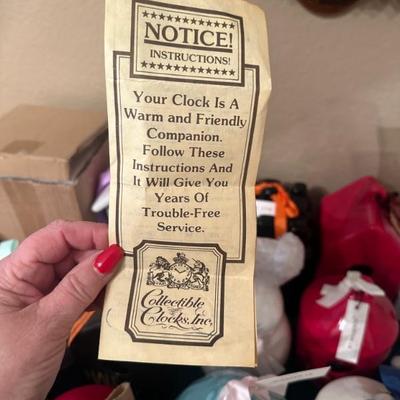 NOTICE!
INSTRUCTIONS!
Your Clock Is A
Warm and Friendly
Companion.
Follow These
Instructions And
It Will Give You
Years Of
Trouble-Free
Service.
Collectible
Clocks, Inc.